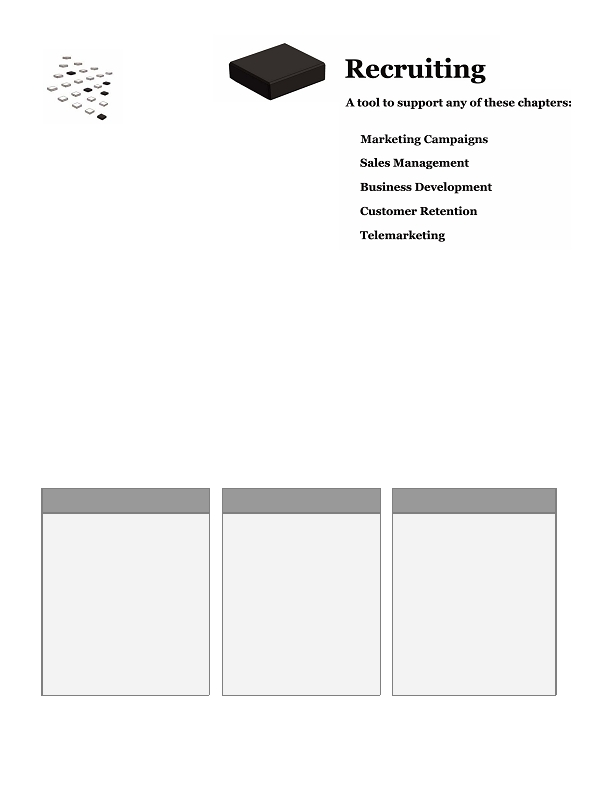 Recruiting
A tool to support any of these chapters:
Marketing Campaigns
Sales Management
Business Development
Customer Retention
Telemarketing